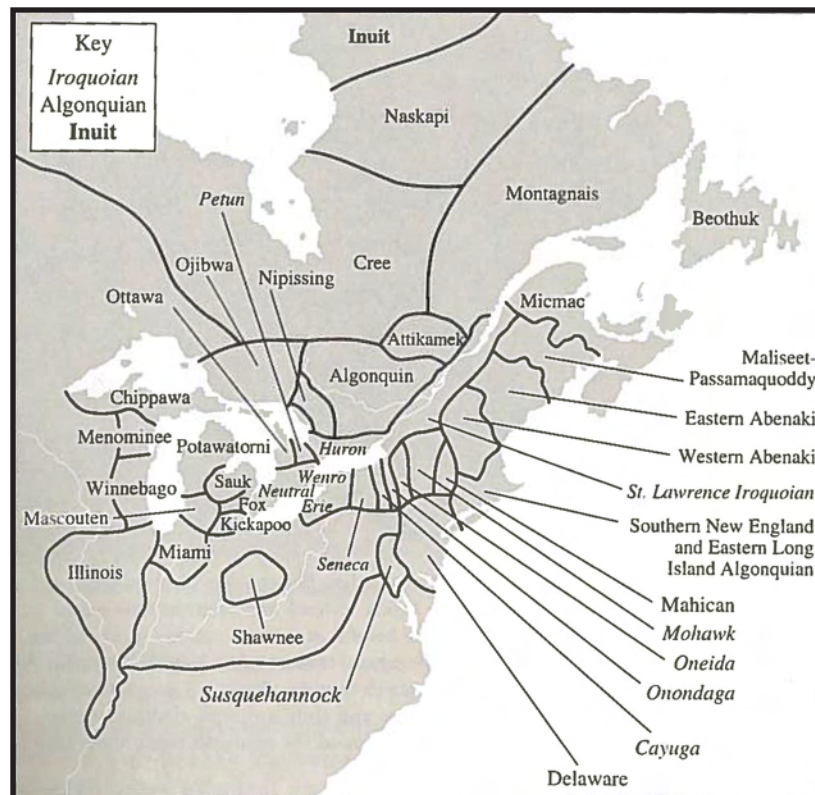 Key
Iroquoian
Algonquian
Inuit
Inuit
Naskapi
Montagnais
Beothuk
Petun
Ojibwa
Nipissing
Cree
Ottawa
Micmac
Attikamek
Maliseet-
Passamaquoddy
Algonquin
Chippawa
Eastern Abenaki
Menominee
Potawatorni
Huron
Western Abenaki
Wenro
Sauk
Winnebago
Neutral
St. Lawrence Iroquoian
Mascouten
Fox
Erie
Kickapoo
Southern New England
and Eastern Long
Island Algonquian
Miami
Seneca
Illinois
Mahican
Shawnee
Mohawk
Oneida
Susquehannock
Onondaga
Cayuga
Delaware